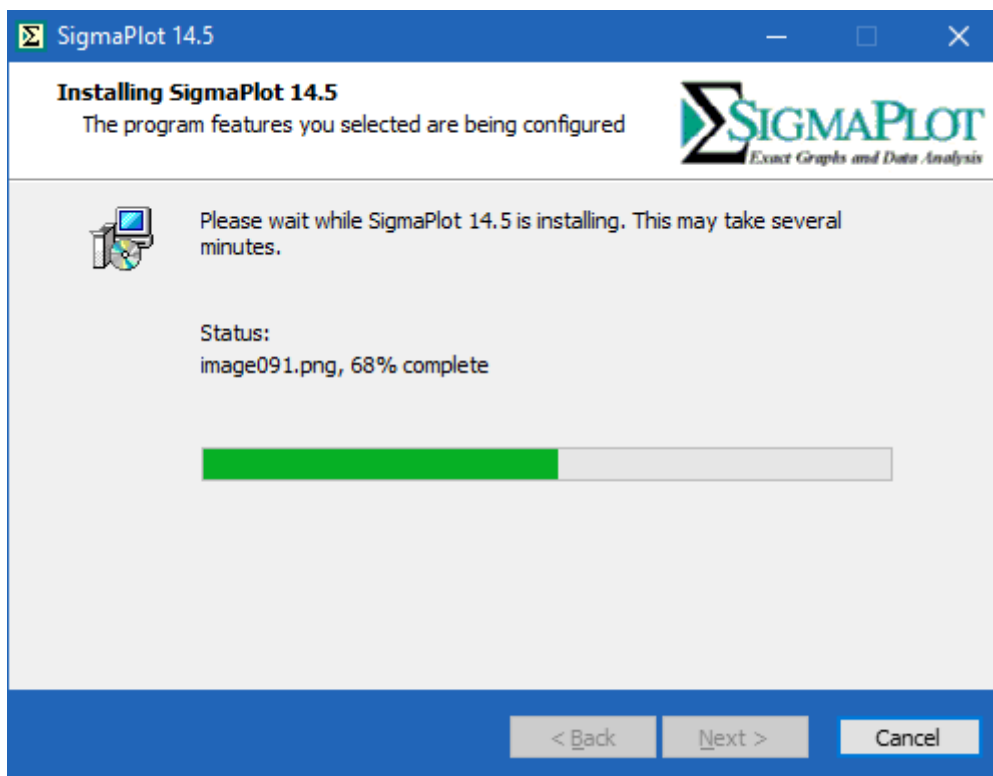 SigmaPlot 14.5
Installing SigmaPlot 14.5
The program features you selected are being configured
SIGMAPLOT
Exact Graphs and Data Analysis
Please wait while SigmaPlot 14.5 is installing. This may take several
minutes.
Status:
image091.png, 68% complete
< Back
Next >
Cancel